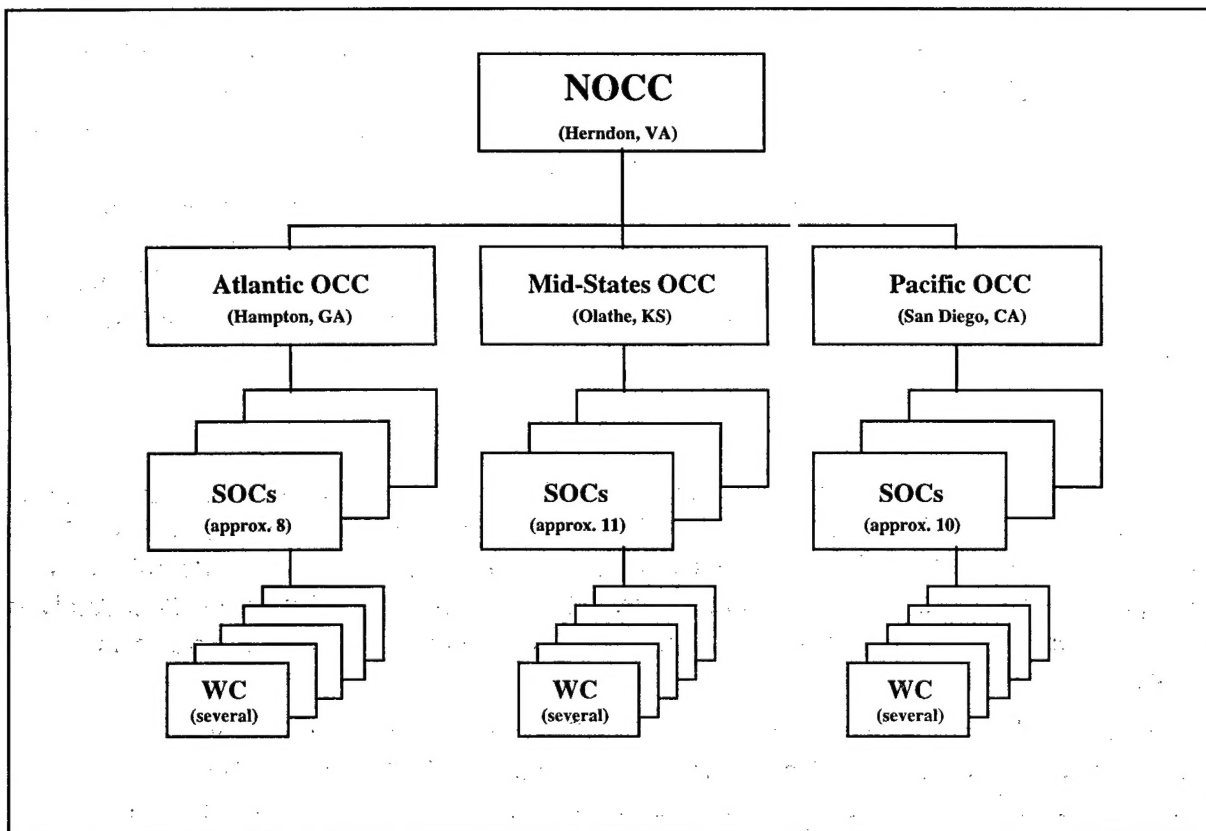 NOCC
(Herndon, VA)
Atlantic OCC
(Hampton, GA)
Mid-States OCC
(Olathe, KS)
Pacific OCC
(San Diego, CA)
SOCs
(approx. 8)
SOCs
(approx. 11)
SOCs
(approx. 10)
WC
(several)
WC
(several)
WC
(several)